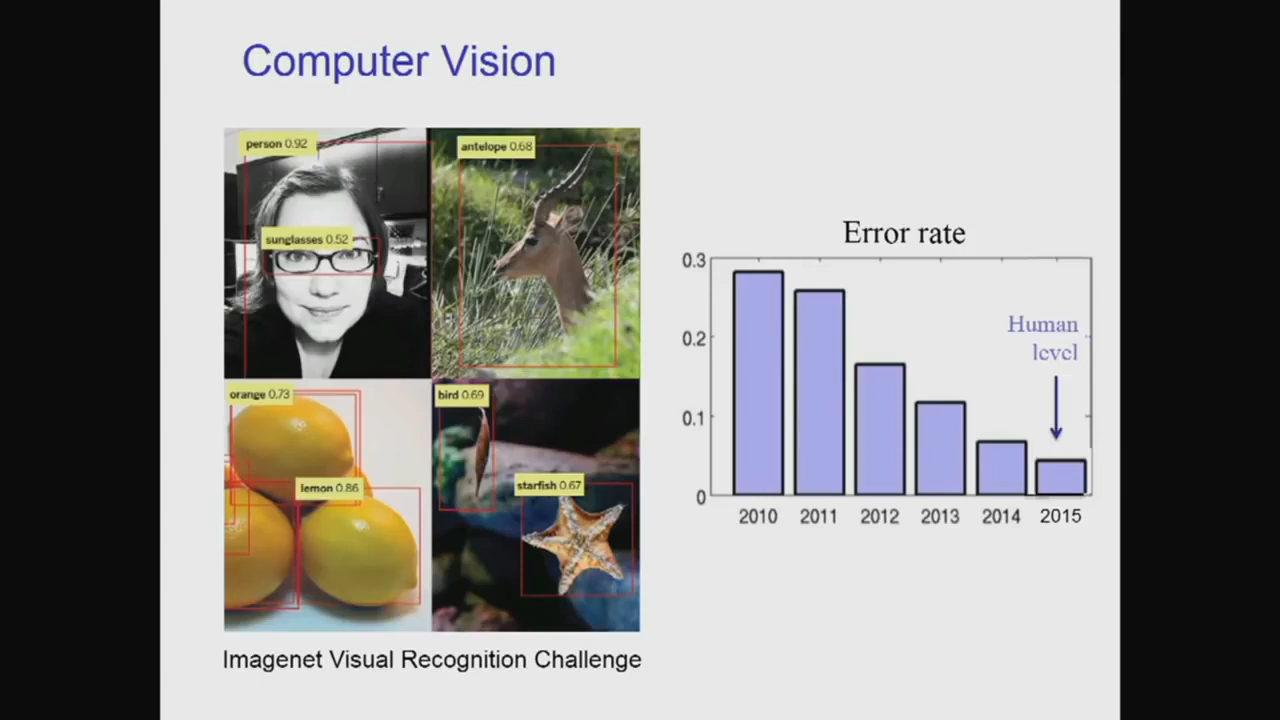 Computer Vision
person 0.92
antelope 0.68
sunglasses 0.52
orange 0.73
bird 0.69
lemon 0.86
starfish 0.67
Imagenet Visual Recognition Challenge
Error rate
0.3
0.2
0.1
0
Human
level
2010 2011 2012 2013 2014 2015